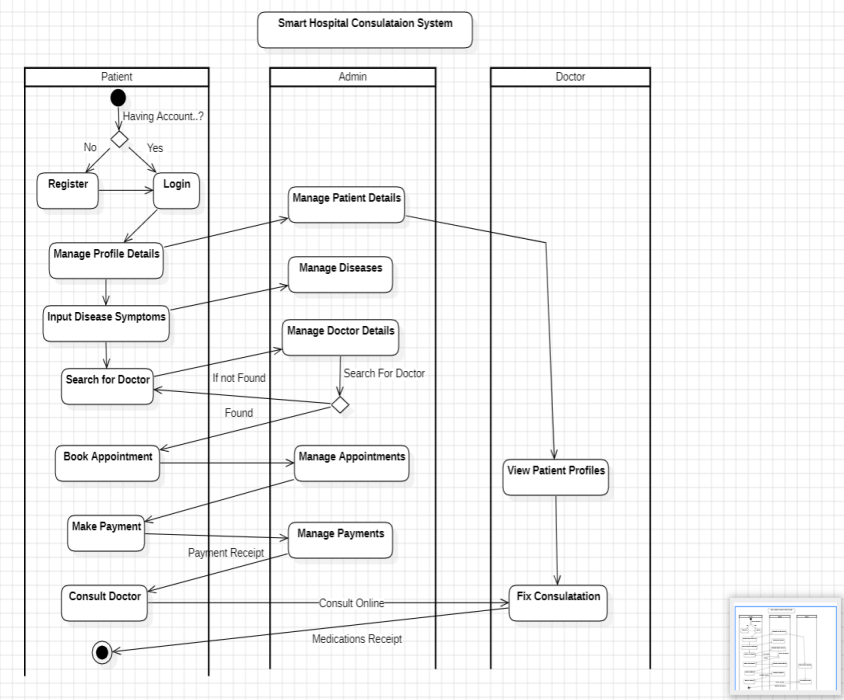 Smart Hospital Consulataion System
Patient
Admin
Doctor
Having Account..?
No
Yes
Register
Login
Manage Patient Details
Manage Profile Details
Manage Diseases
Input Disease Symptoms
Manage Doctor Details
Search for Doctor
If not Found
Search For Doctor
Found
Book Appointment
Manage Appointments
View Patient Profiles
Make Payment
Manage Payments
Payment Receipt
Consult Doctor
Consult Online
Fix Consulatation
Medications Receipt